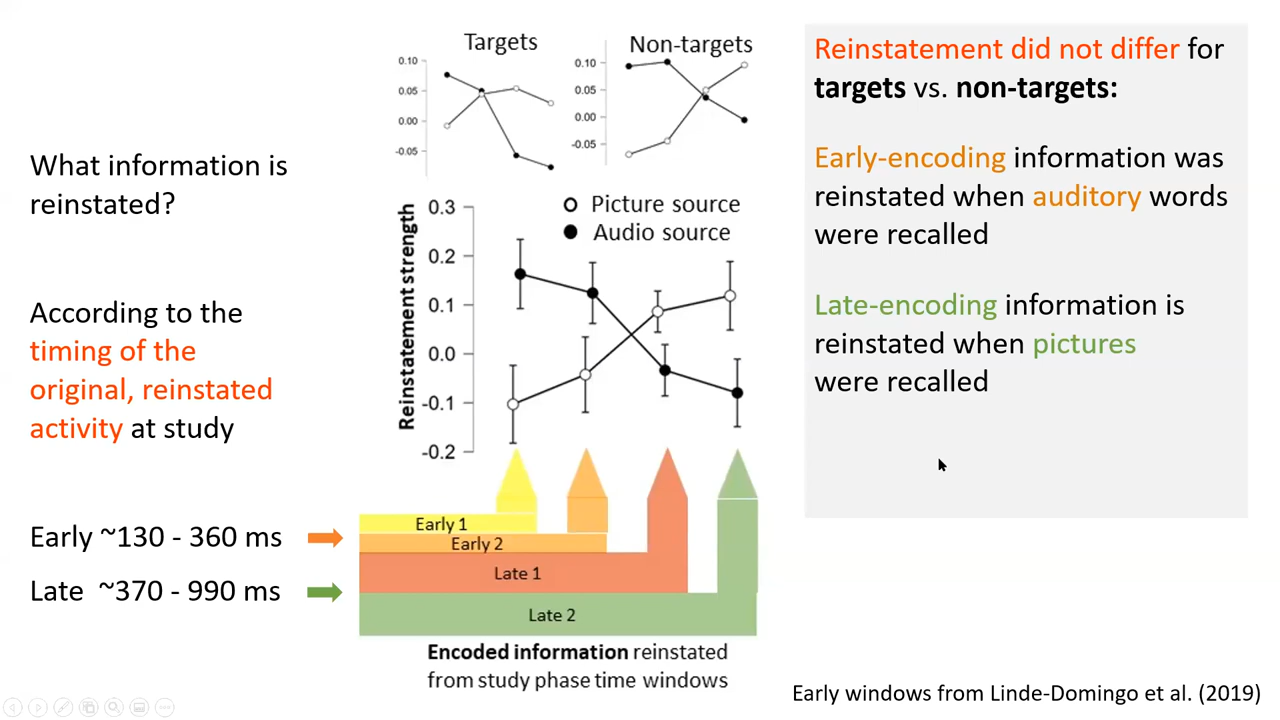 What information is
reinstated?
According to the
timing of the
original, reinstated
activity at study
Early ~130 - 360 ms
Late ~370 - 990 ms
Targets
0.10
0.05
0.00
-0.05
Non-targets
0.10
0.05
0.00
-0.05
Reinstatement strength
0.3
0.2
0.1
0.0
-0.1
-0.2
Picture source
Audio source
Early 1
Early 2
Late 1
Late 2
Encoded information reinstated
from study phase time windows
Reinstatement did not differ for
targets vs. non-targets:
Early-encoding information was
reinstated when auditory words
were recalled
Late-encoding information is
reinstated when pictures
were recalled
Early windows from Linde-Domingo et al. (2019)